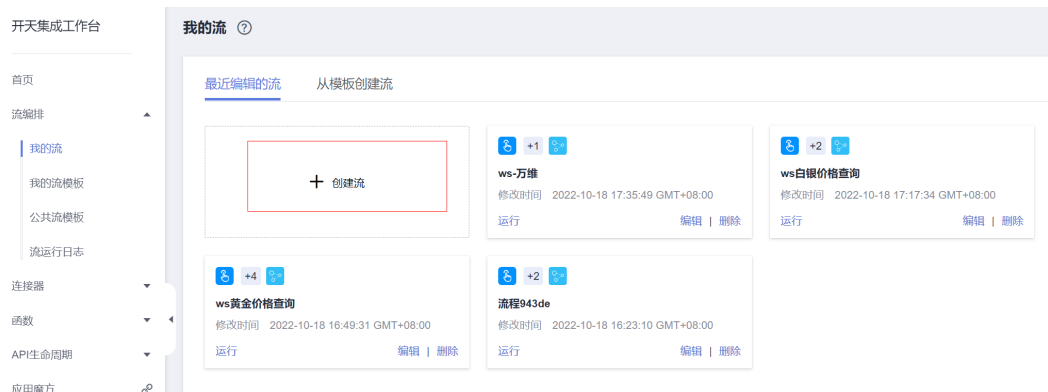 开天集成工作台
首页
流编排
我的流
我的流模板
公共流模板
流运行日志
连接器
函数
API生命周期
应用魔方
我的流 ?
最近编辑的流 从模板创建流
+ 创建流
+1
ws-万维
修改时间 2022-10-18 17:35:49 GMT+08:00
运行 编辑 | 删除
+2
ws白银价格查询
修改时间 2022-10-18 17:17:34 GMT+08:00
运行 编辑 | 删除
+4
ws黄金价格查询
修改时间 2022-10-18 16:49:31 GMT+08:00
运行 编辑 | 删除
+2
流程943de
修改时间 2022-10-18 16:23:10 GMT+08:00
运行 编辑 | 删除